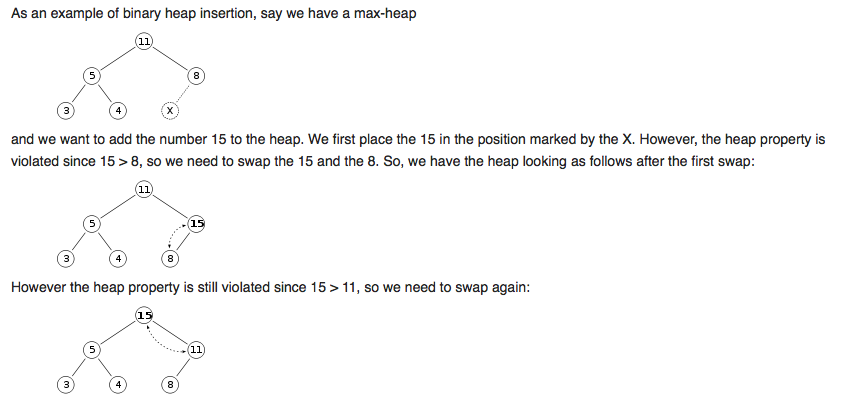 As an example of binary heap insertion, say we have a max-heap
11
5 8
3 4 X
and we want to add the number 15 to the heap. We first place the 15 in the position marked by the X. However, the heap property is
violated since 15 > 8, so we need to swap the 15 and the 8. So, we have the heap looking as follows after the first swap:
11
5 15
3 4 8
However the heap property is still violated since 15 > 11, so we need to swap again:
15
5 11
3 4 8